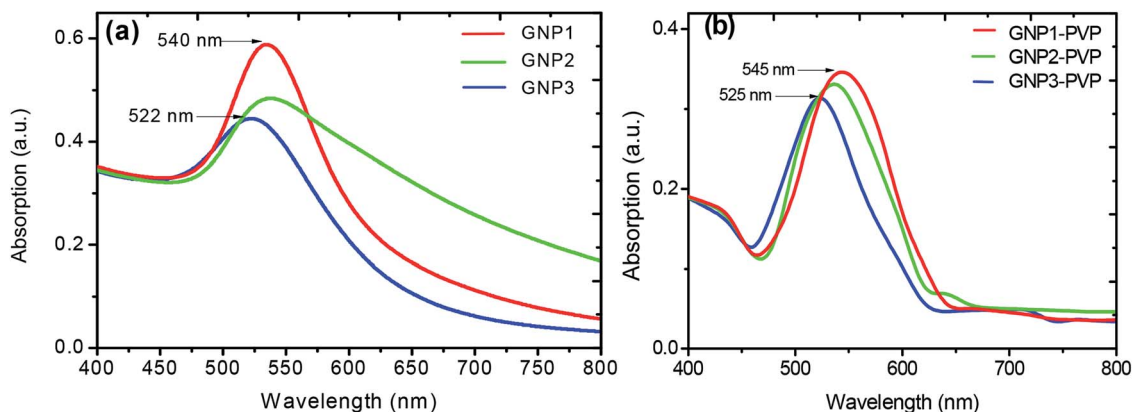 (a)
540 nm
522 nm
GNP1
GNP2
GNP3
0.6
0.4
0.2
0.0
Absorption (a.u.)
400 450 500 550 600 650 700 750 800
Wavelength (nm)
(b)
545 nm
525 nm
GNP1-PVP
GNP2-PVP
GNP3-PVP
0.4
0.2
0.0
Absorption (a.u.)
400 500 600 700 800
Wavelength (nm)